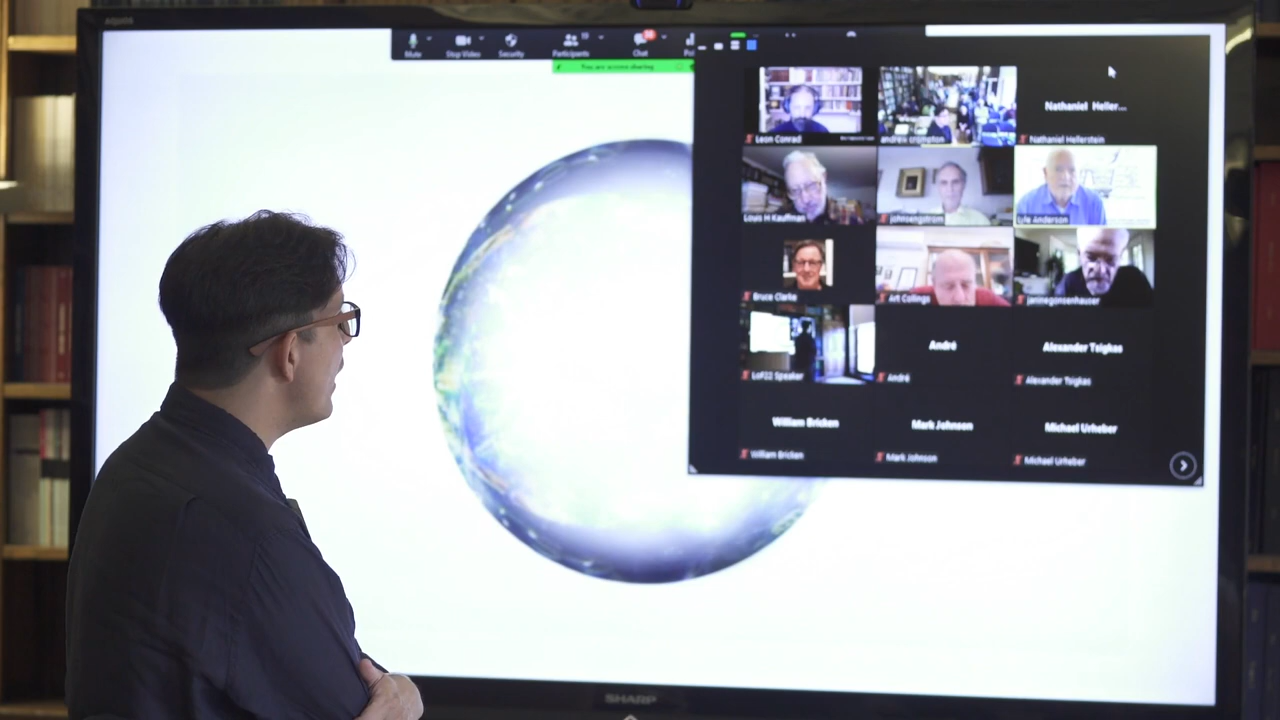 AQUOS
Mute
Stop Video
Security
Participants
Chat
You are screen sharing
Leon Conrad
andrew crompton
Nathaniel Heller...
Nathaniel Hellerstein
Louis H Kauffman
johnsengstrom
Lyle Anderson
Bruce Clarke
Art Collings
janinegonsenhauser
LoF22 Speaker
André
André
Alexander Tsigkas
Alexander Tsigkas
William Bricken
William Bricken
Mark Johnson
Mark Johnson
Michael Urheber
Michael Urheber
SHARP